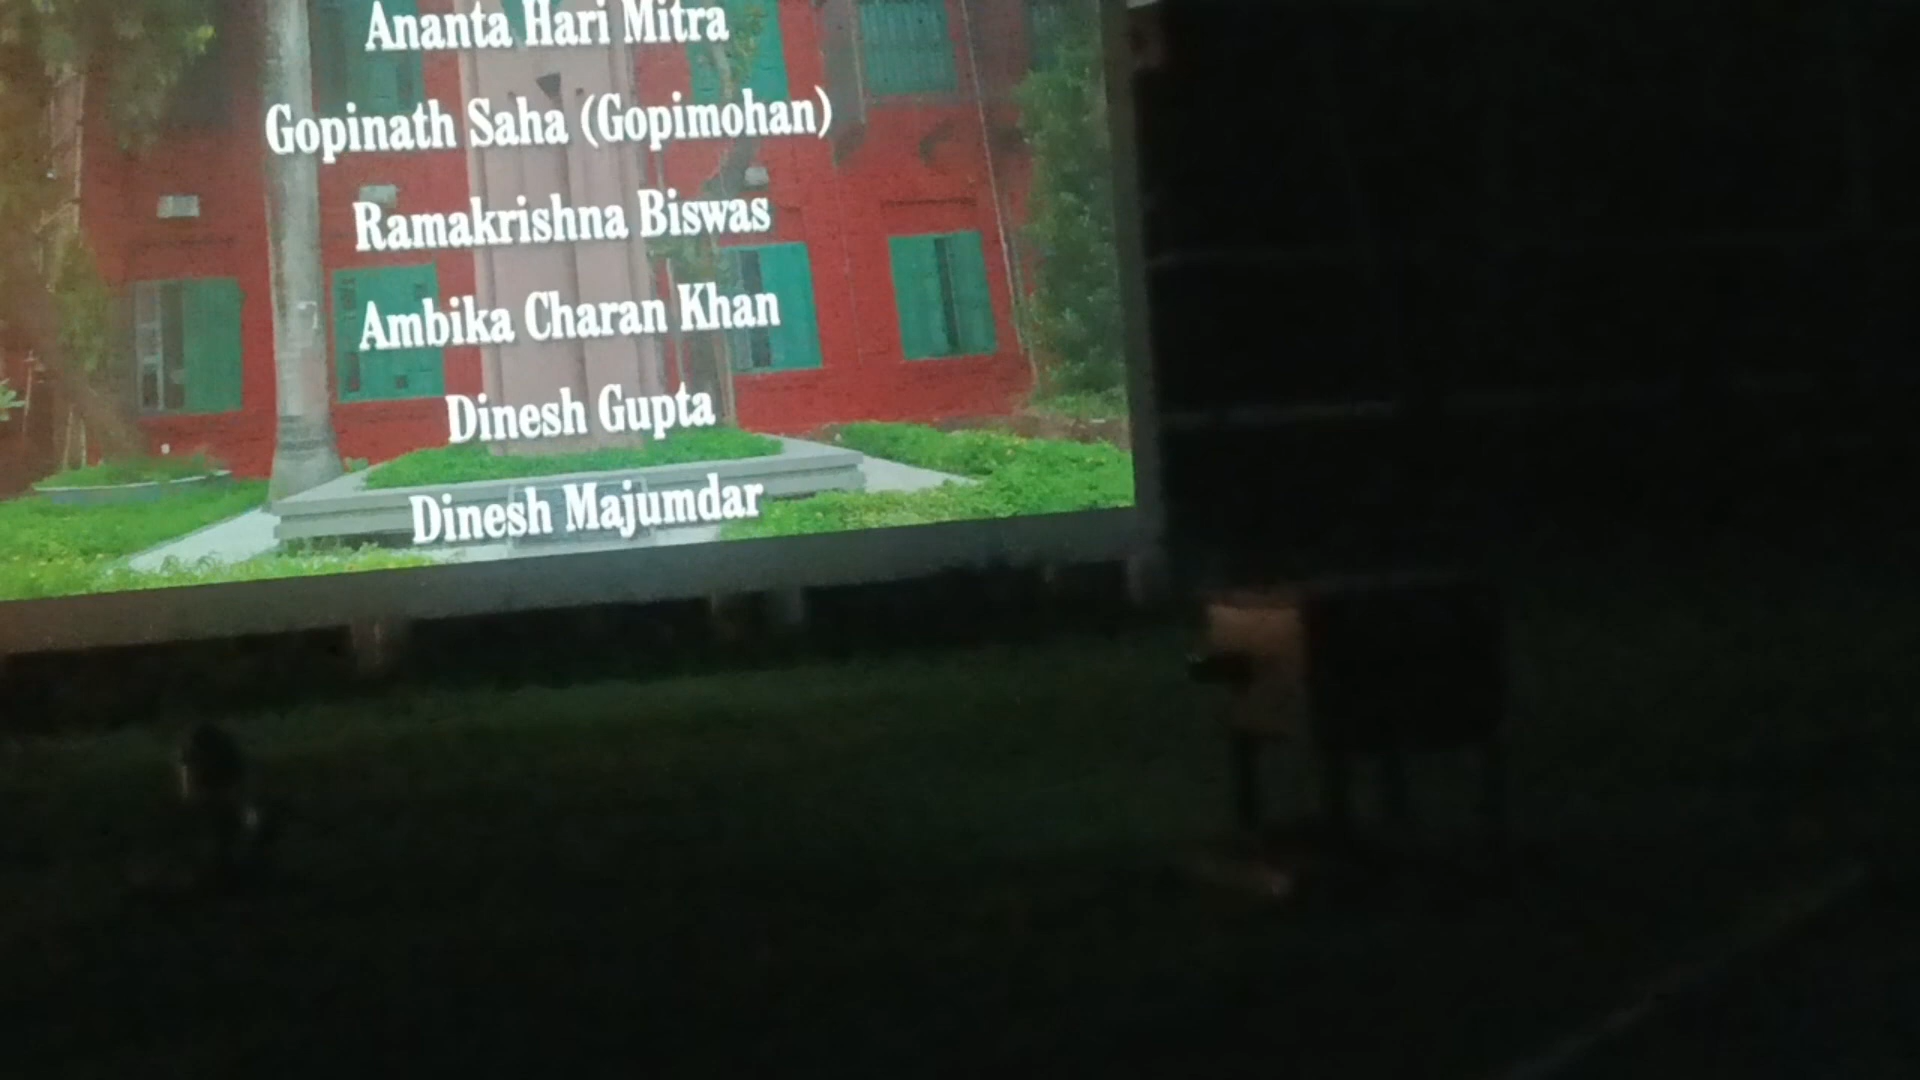 Ananta Hari Mitra
Gopinath Saha (Gopimohan)
Ramakrishna Biswas
Ambika Charan Khan
Dinesh Gupta
Dinesh Majumdar